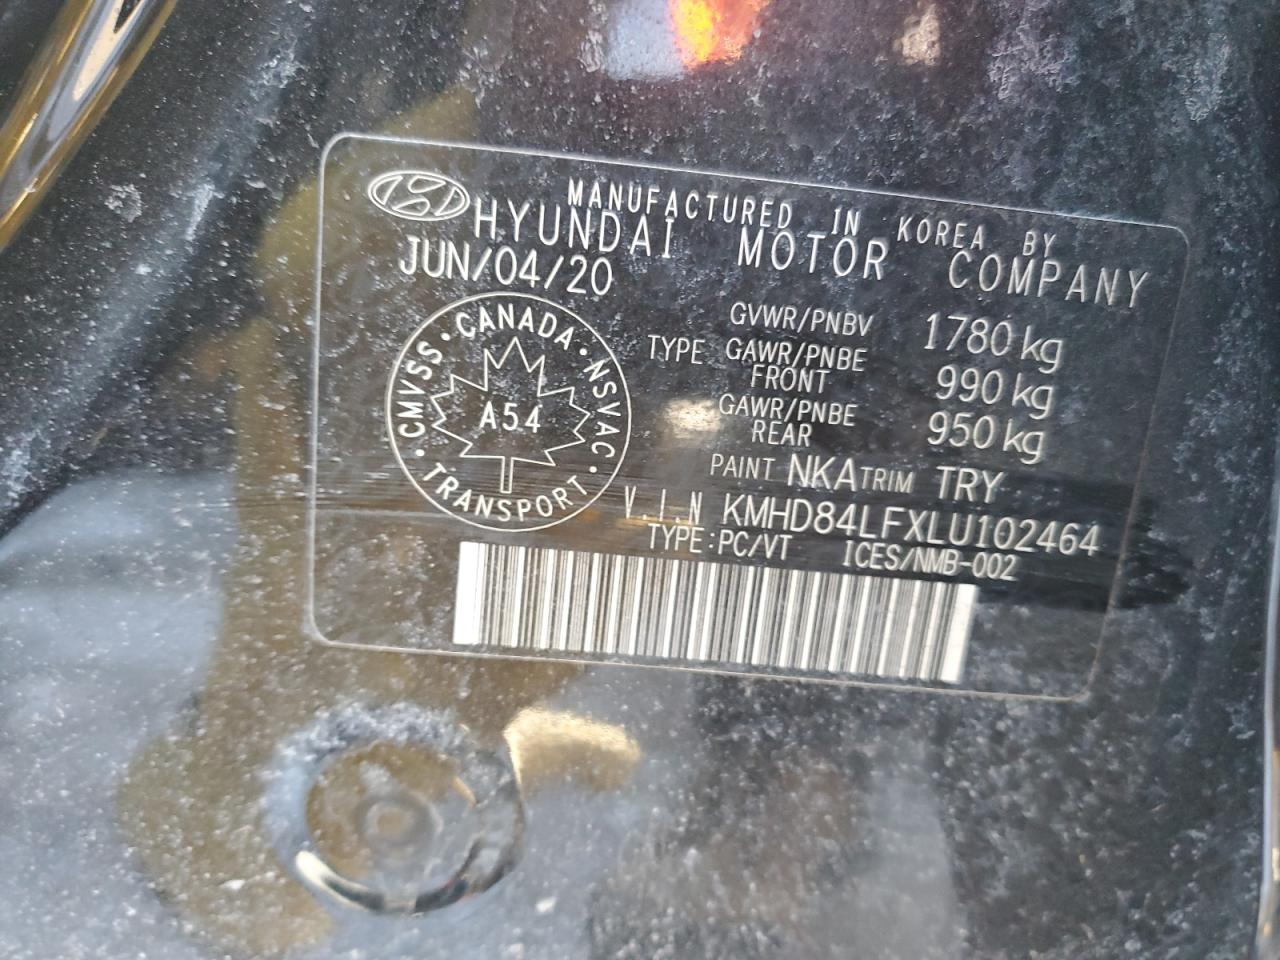 MANUFACTURED IN KOREA BY
HYUNDAI MOTOR COMPANY
JUN/04/20
CMVSS · CANADA · NSVAC · TRANSPORT ·
A54
GVWR/PNBV 1780 kg
TYPE GAWR/PNBE FRONT 990 kg
GAWR/PNBE REAR 950 kg
PAINT NKA TRIM TRY
V.I.N KMHD84LFXLU102464
TYPE:PC/VT ICES/NMB-002